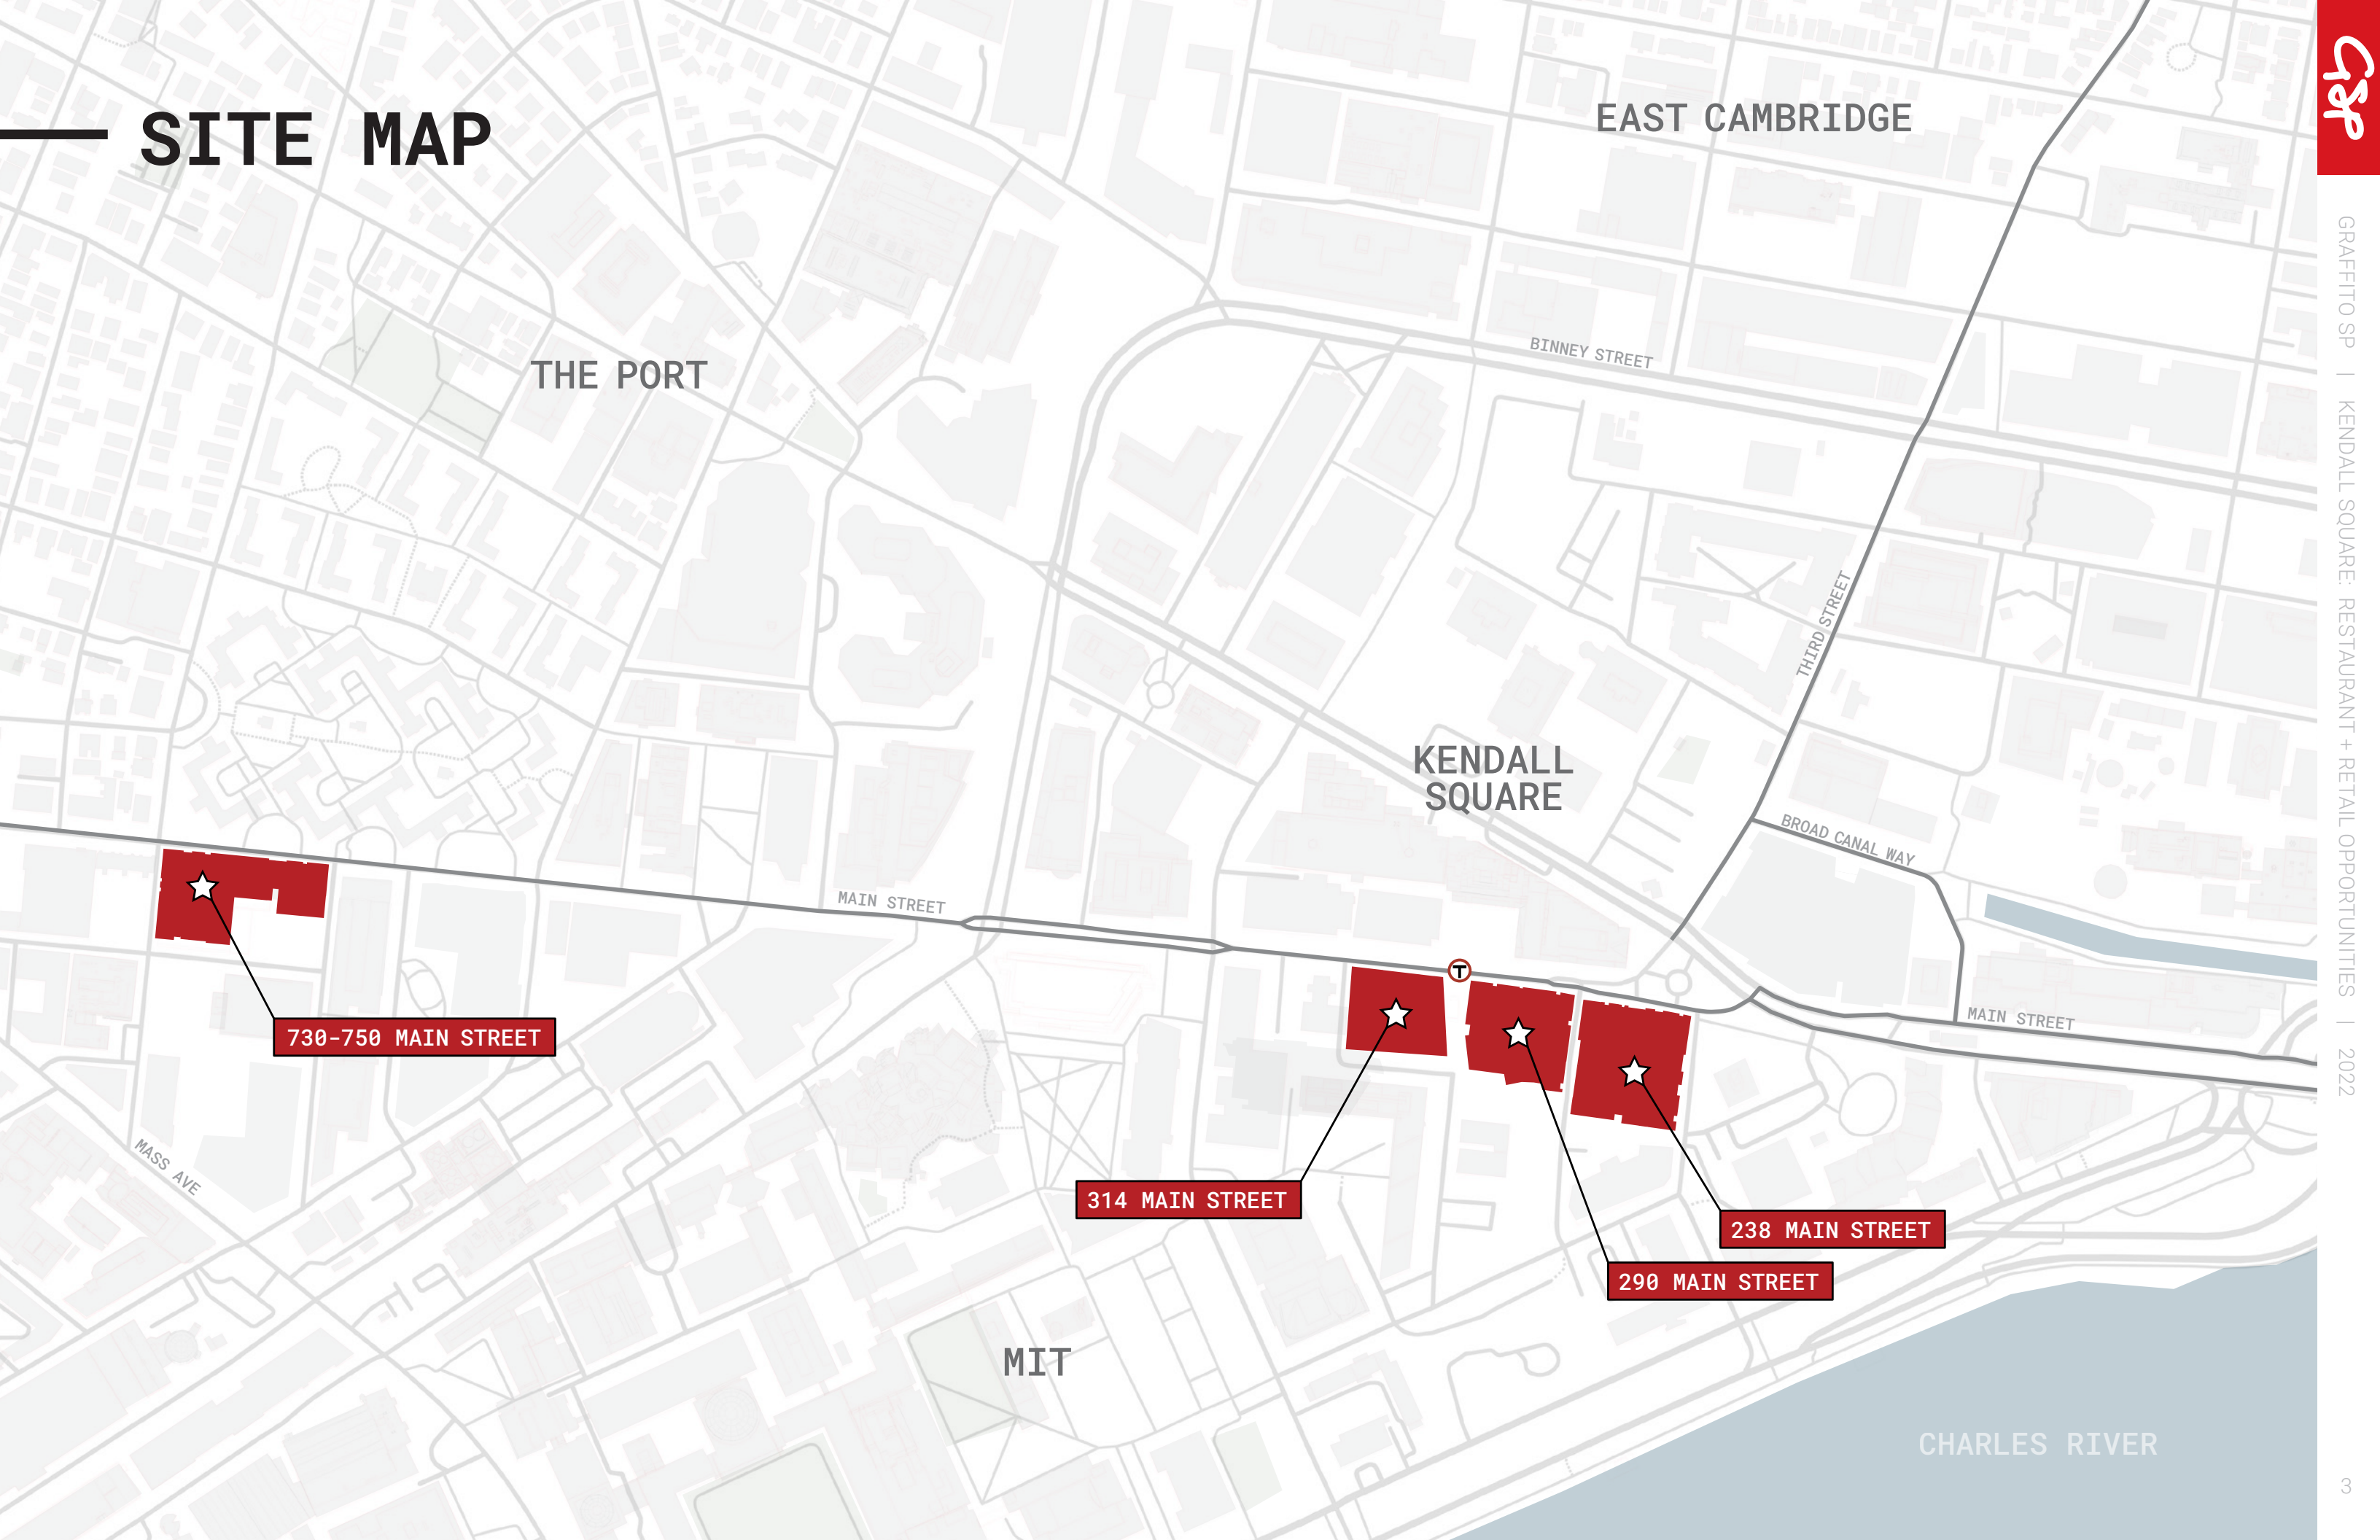 SITE MAP
EAST CAMBRIDGE
THE PORT
BINNEY STREET
THIRD STREET
KENDALL
SQUARE
BROAD CANAL WAY
MAIN STREET
T
MAIN STREET
730-750 MAIN STREET
MASS AVE
314 MAIN STREET
238 MAIN STREET
290 MAIN STREET
MIT
CHARLES RIVER
GSP
GRAFFITO SP | KENDALL SQUARE: RESTAURANT + RETAIL OPPORTUNITIES | 2022
3